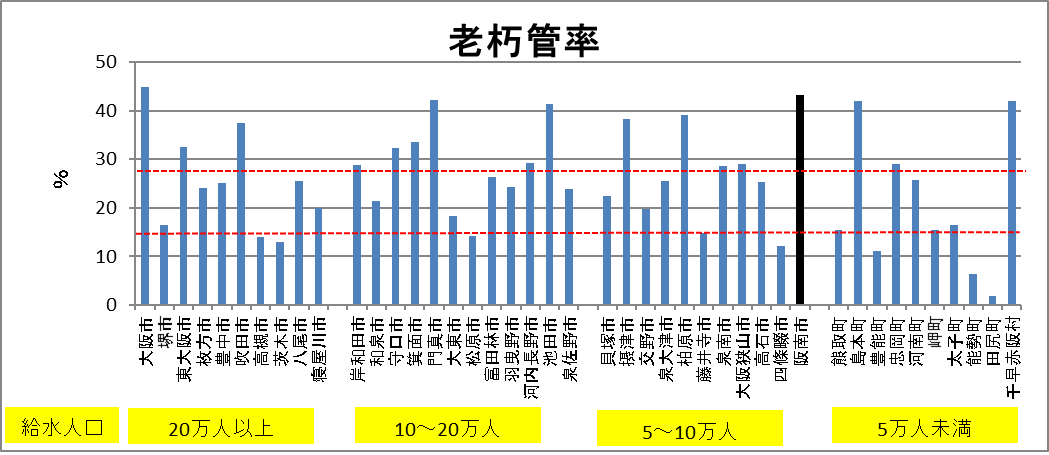 老朽管率
%
50
40
30
20
10
0
大阪市
堺市
東大阪市
枚方市
豊中市
吹田市
高槻市
茨木市
八尾市
寝屋川市
岸和田市
和泉市
守口市
箕面市
門真市
大東市
松原市
富田林市
羽曳野市
河内長野市
池田市
泉佐野市
貝塚市
摂津市
交野市
泉大津市
柏原市
藤井寺市
泉南市
大阪狭山市
高石市
四條畷市
阪南市
熊取町
島本町
豊能町
忠岡町
河南町
岬町
太子町
能勢町
田尻町
千早赤阪村
給水人口
20万人以上
10～20万人
5～10万人
5万人未満